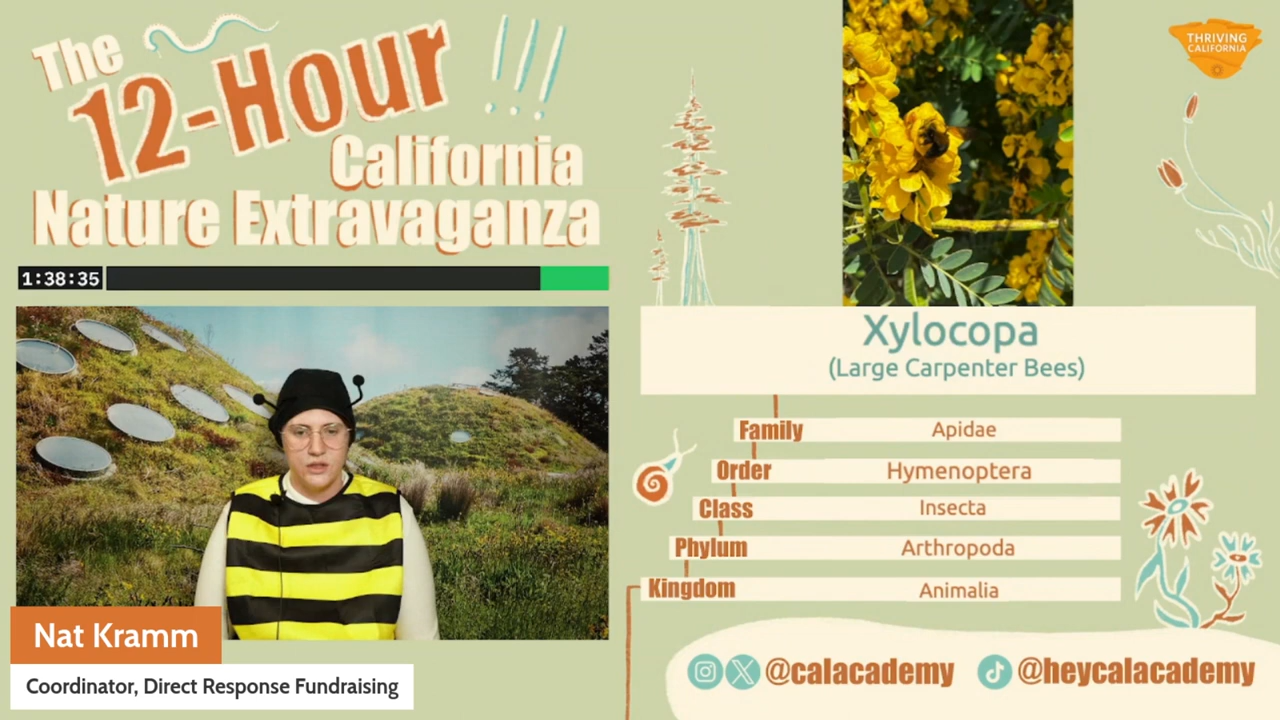 The
12-Hour !!!
California
Nature Extravaganza
1:38:35
Nat Kramm
Coordinator, Direct Response Fundraising
THRIVING
CALIFORNIA
Xylocopa
(Large Carpenter Bees)
Family Apidae
Order Hymenoptera
Class Insecta
Phylum Arthropoda
Kingdom Animalia
@calacademy @heycalacademy